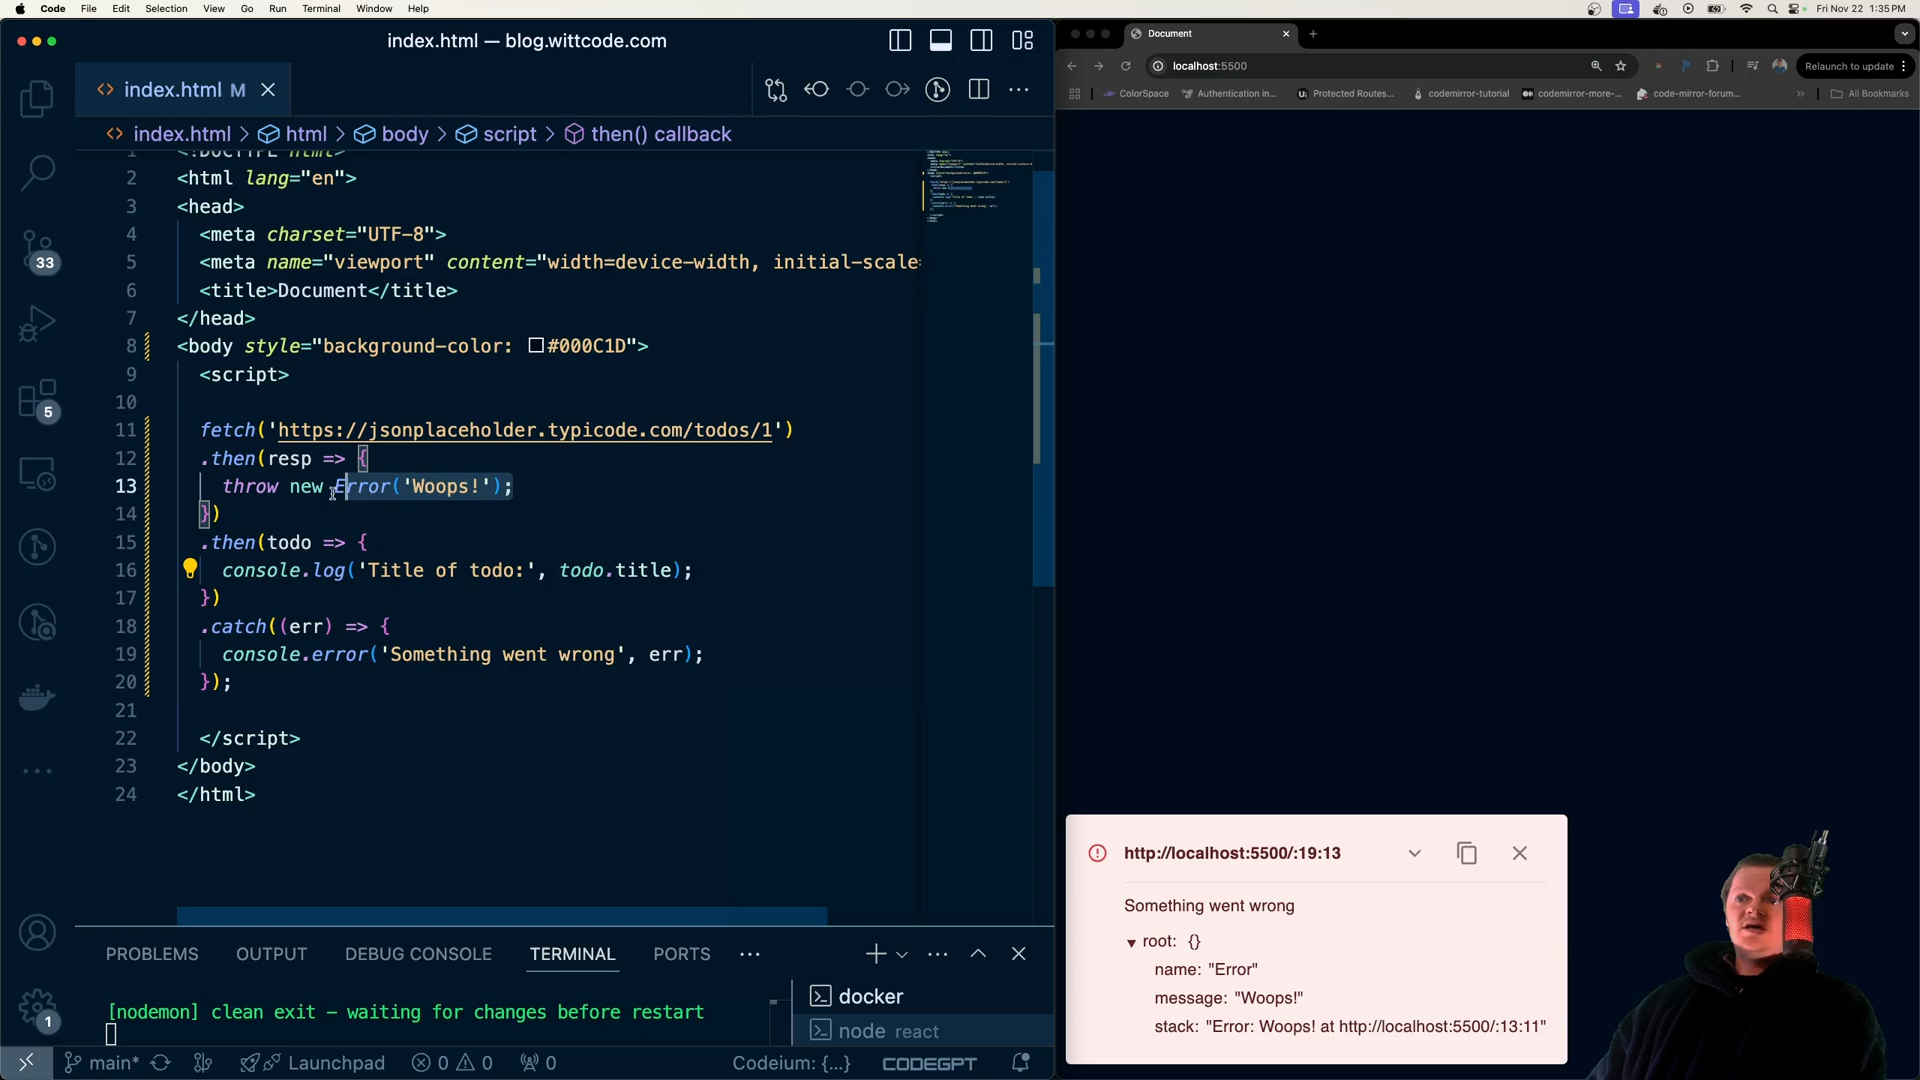 Code File Edit Selection View Go Run Terminal Window Help
Fri Nov 22 1:35 PM
index.html — blog.wittcode.com
index.html M
index.html > html > body > script > then() callback
1 <!DOCTYPE html>
2 <html lang="en">
3 <head>
4 <meta charset="UTF-8">
5 <meta name="viewport" content="width=device-width, initial-scale=
6 <title>Document</title>
7 </head>
8 <body style="background-color: #000C1D">
9 <script>
10
11 fetch('https://jsonplaceholder.typicode.com/todos/1')
12 .then(resp => {
13 throw new Error('Woops!');
14 })
15 .then(todo => {
16 console.log('Title of todo:', todo.title);
17 })
18 .catch((err) => {
19 console.error('Something went wrong', err);
20 });
21
22 </script>
23 </body>
24 </html>
33
5
1
PROBLEMS OUTPUT DEBUG CONSOLE TERMINAL PORTS
[nodemon] clean exit - waiting for changes before restart
docker
node react
main* Launchpad 0 0 0 Codeium: {...} CODEGPT
Document
localhost:5500
Relaunch to update
ColorSpace Authentication in... Protected Routes... codemirror-tutorial codemirror-more-... code-mirror-forum... » All Bookmarks
http://localhost:5500/:19:13
Something went wrong
root: {}
name: "Error"
message: "Woops!"
stack: "Error: Woops! at http://localhost:5500/:13:11"